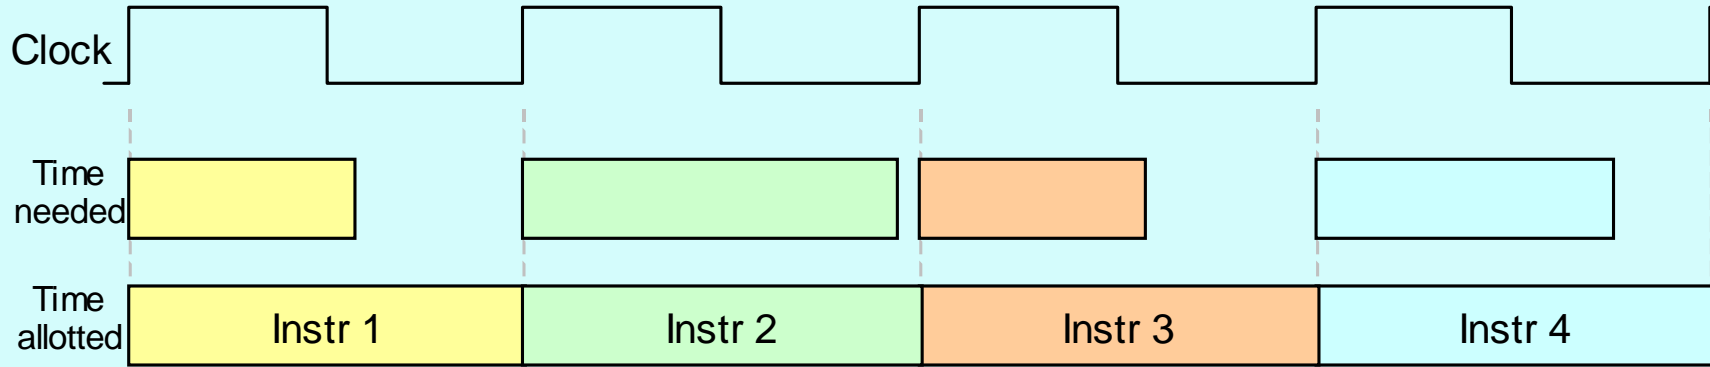 Clock
Time
needed
Time
allotted
Instr 1
Instr 2
Instr 3
Instr 4